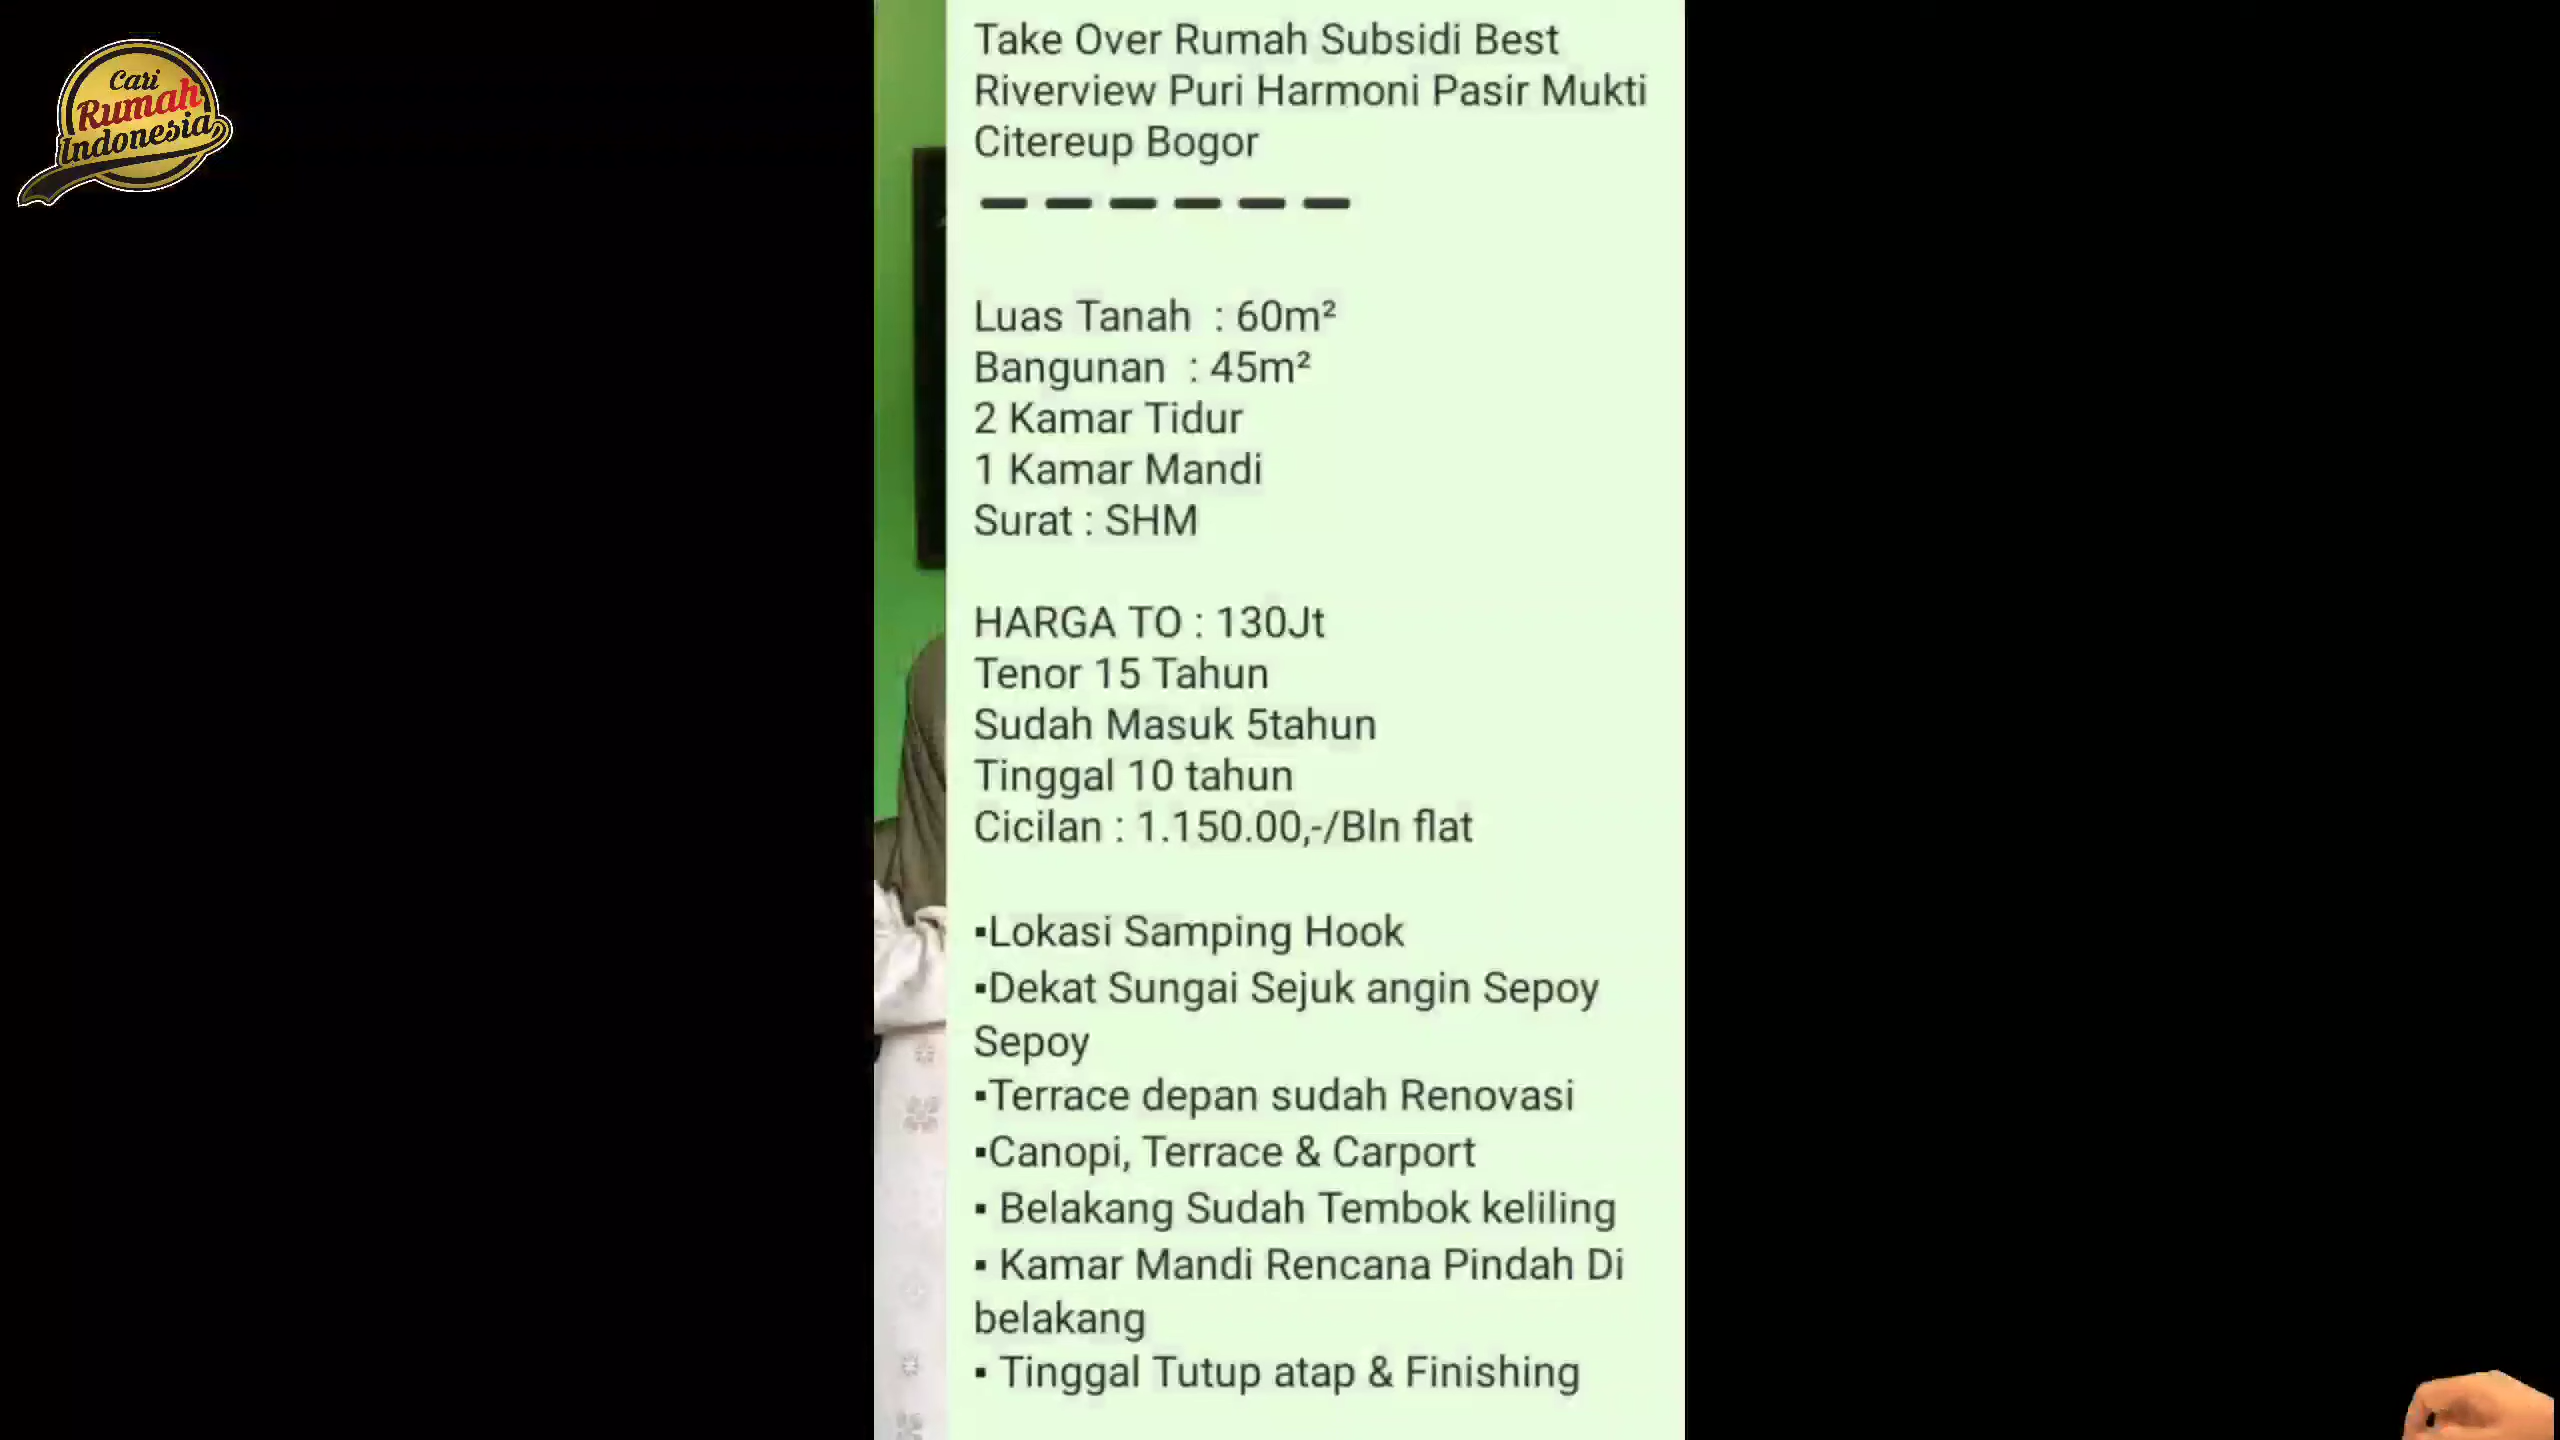 Cari
Rumah
Indonesia
Take Over Rumah Subsidi Best
Riverview Puri Harmoni Pasir Mukti
Citereup Bogor
— — — — — —
Luas Tanah : 60m²
Bangunan : 45m²
2 Kamar Tidur
1 Kamar Mandi
Surat : SHM
HARGA TO : 130Jt
Tenor 15 Tahun
Sudah Masuk 5tahun
Tinggal 10 tahun
Cicilan : 1.150.00,-/Bln flat
▪Lokasi Samping Hook
▪Dekat Sungai Sejuk angin Sepoy
Sepoy
▪Terrace depan sudah Renovasi
▪Canopi, Terrace & Carport
▪ Belakang Sudah Tembok keliling
▪ Kamar Mandi Rencana Pindah Di
belakang
▪ Tinggal Tutup atap & Finishing